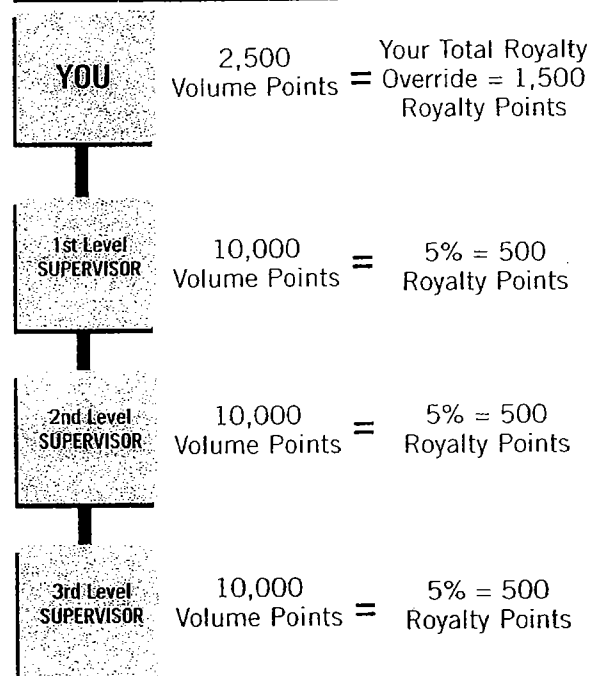 YOU
2,500
Volume Points
=
Your Total Royalty
Override = 1,500
Royalty Points
1st Level
SUPERVISOR
10,000
Volume Points
=
5% = 500
Royalty Points
2nd Level
SUPERVISOR
10,000
Volume Points
=
5% = 500
Royalty Points
3rd Level
SUPERVISOR
10,000
Volume Points
=
5% = 500
Royalty Points